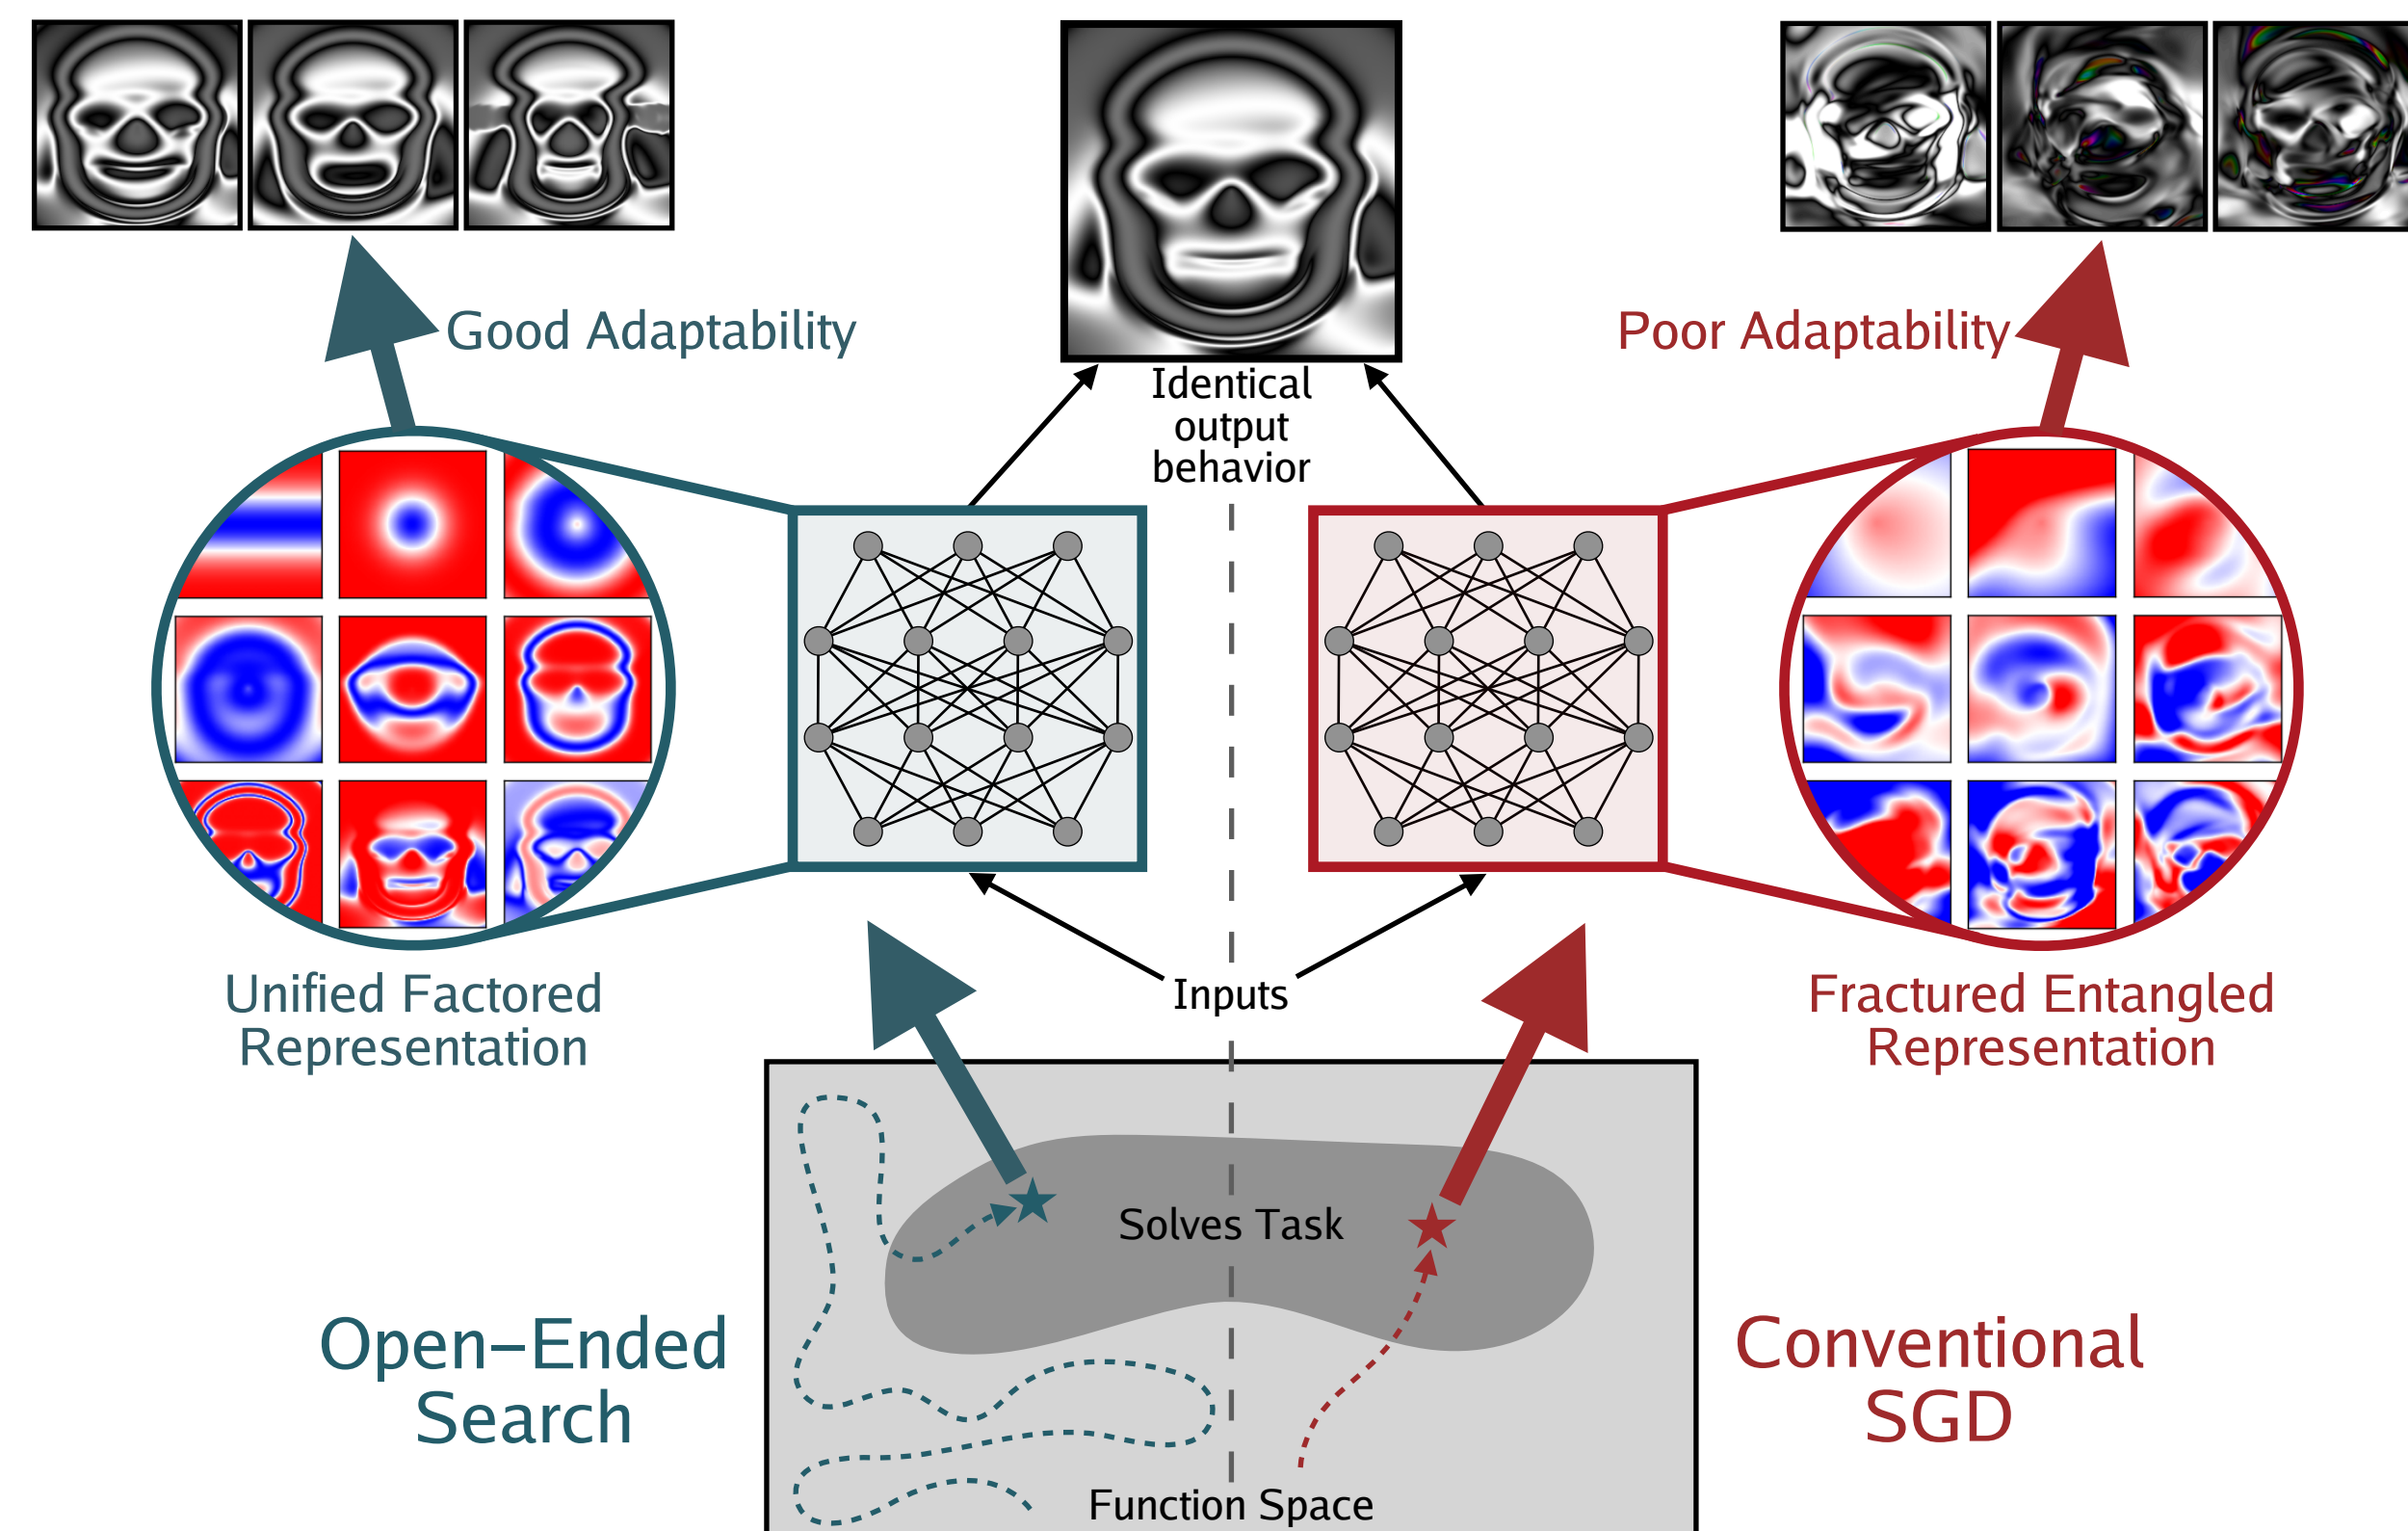 Good Adaptability
Poor Adaptability
Identical
output
behavior
Inputs
Unified Factored
Representation
Fractured Entangled
Representation
Solves Task
Open–Ended
Search
Conventional
SGD
Function Space